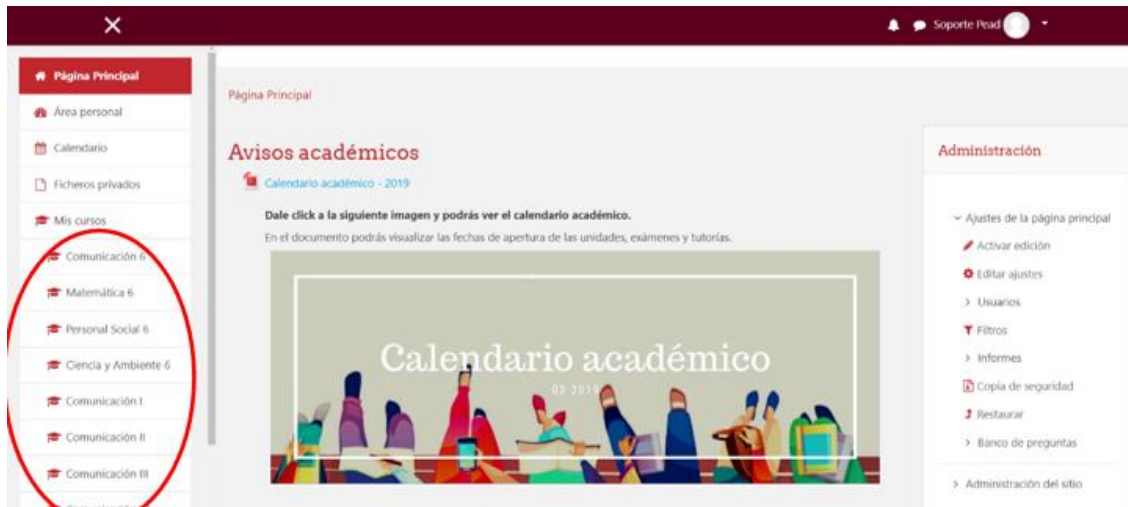 Soporte Pead
Página Principal
Área personal
Calendario
Ficheros privados
Mis cursos
Comunicación 6
Matemática 6
Personal Social 6
Ciencia y Ambiente 6
Comunicación I
Comunicación II
Comunicación III
Página Principal
Avisos académicos
Calendario académico - 2019
Dale click a la siguiente imagen y podrás ver el calendario académico.
En el documento podrás visualizar las fechas de apertura de las unidades, exámenes y tutorías.
Calendario académico
03-2019
Administración
Ajustes de la página principal
Activar edición
Editar ajustes
Usuarios
Filtros
Informes
Copia de seguridad
Restaurar
Banco de preguntas
Administración del sitio